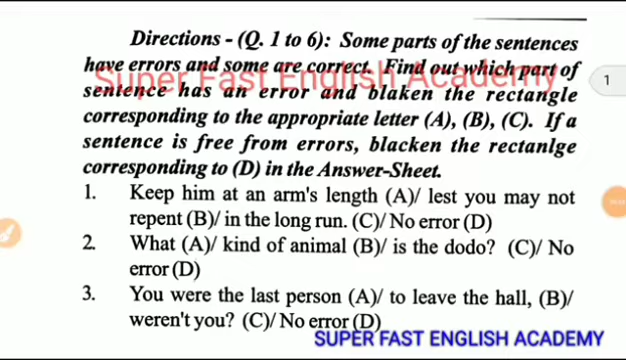 Directions - (Q. 1 to 6): Some parts of the sentences
have errors and some are correct. Find out which part of
Super Fast English Academy
1
sentence has an error and blaken the rectangle
corresponding to the appropriate letter (A), (B), (C). If a
sentence is free from errors, blacken the rectanlge
corresponding to (D) in the Answer-Sheet.
1. Keep him at an arm's length (A)/ lest you may not
repent (B)/ in the long run. (C)/ No error (D)
2. What (A)/ kind of animal (B)/ is the dodo? (C)/ No
error (D)
3. You were the last person (A)/ to leave the hall, (B)/
weren't you? (C)/ No error (D)
SUPER FAST ENGLISH ACADEMY